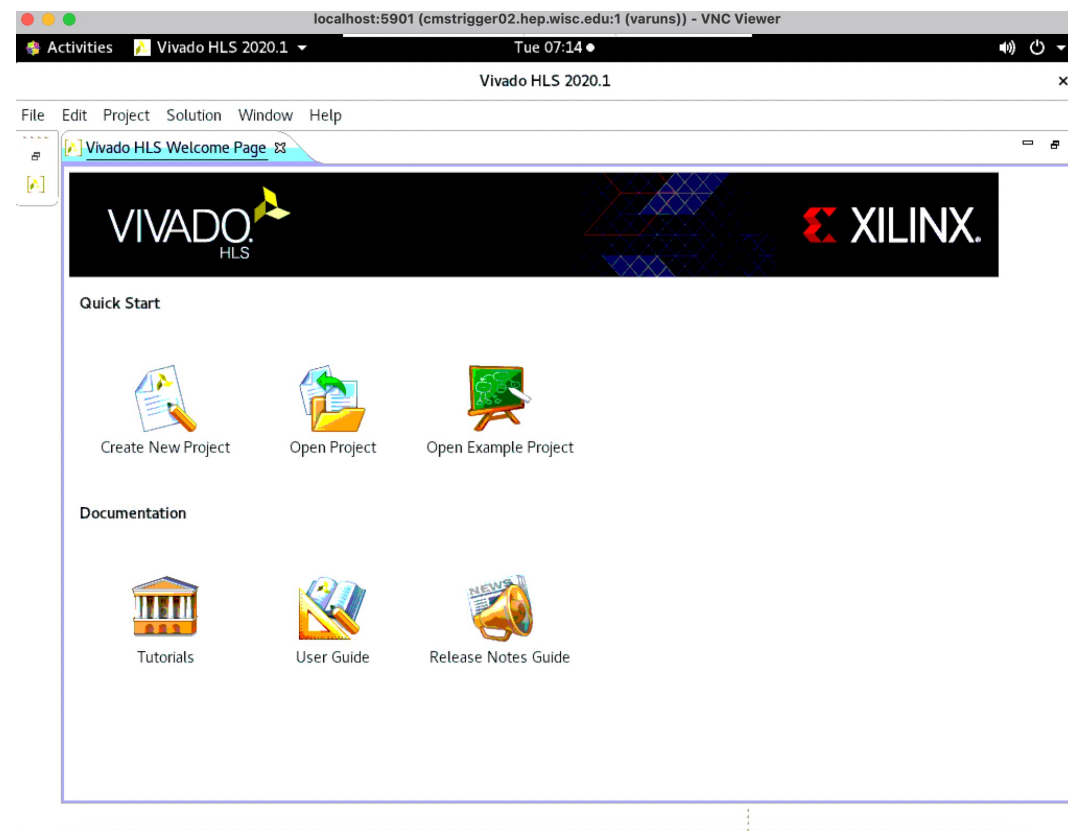 localhost:5901 (cmstrigger02.hep.wisc.edu:1 (varuns)) - VNC Viewer
Activities Vivado HLS 2020.1 Tue 07:14
Vivado HLS 2020.1
File Edit Project Solution Window Help
Vivado HLS Welcome Page
VIVADO. XILINX.
HLS
Quick Start
Create New Project Open Project Open Example Project
Documentation
NEWS
Tutorials User Guide Release Notes Guide